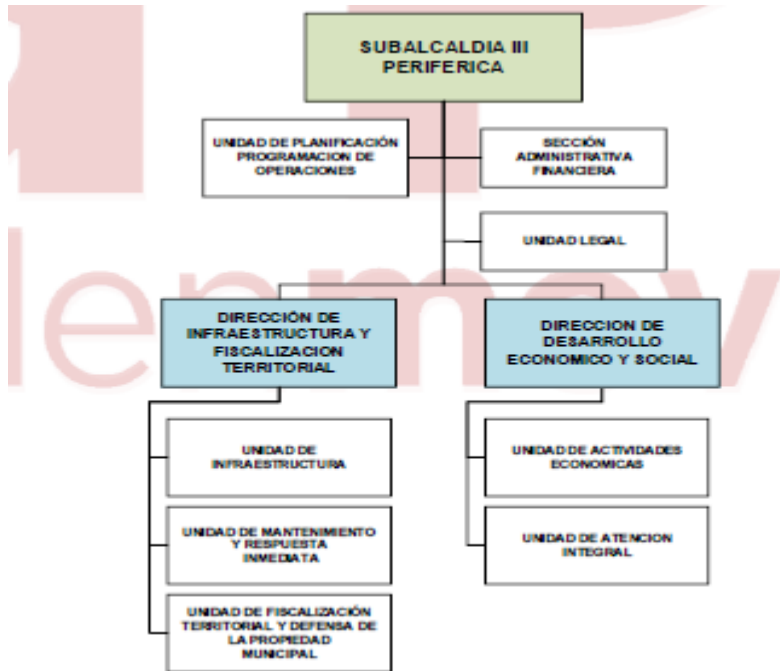 SUBALCALDIA III
PERIFERICA
UNIDAD DE PLANIFICACIÓN
PROGRAMACION DE
OPERACIONES
SECCIÓN
ADMINISTRATIVA
FINANCIERA
UNIDAD LEGAL
DIRECCIÓN DE
INFRAESTRUCTURA Y
FISCALIZACION
TERRITORIAL
DIRECCION DE
DESARROLLO
ECONOMICO Y SOCIAL
UNIDAD DE
INFRAESTRUCTURA
UNIDAD DE MANTENIMIENTO
Y RESPUESTA
INMEDIATA
UNIDAD DE FISCALIZACIÓN
TERRITORIAL Y DEFENSA DE
LA PROPIEDAD
MUNICIPAL
UNIDAD DE ACTIVIDADES
ECONOMICAS
UNIDAD DE ATENCION
INTEGRAL